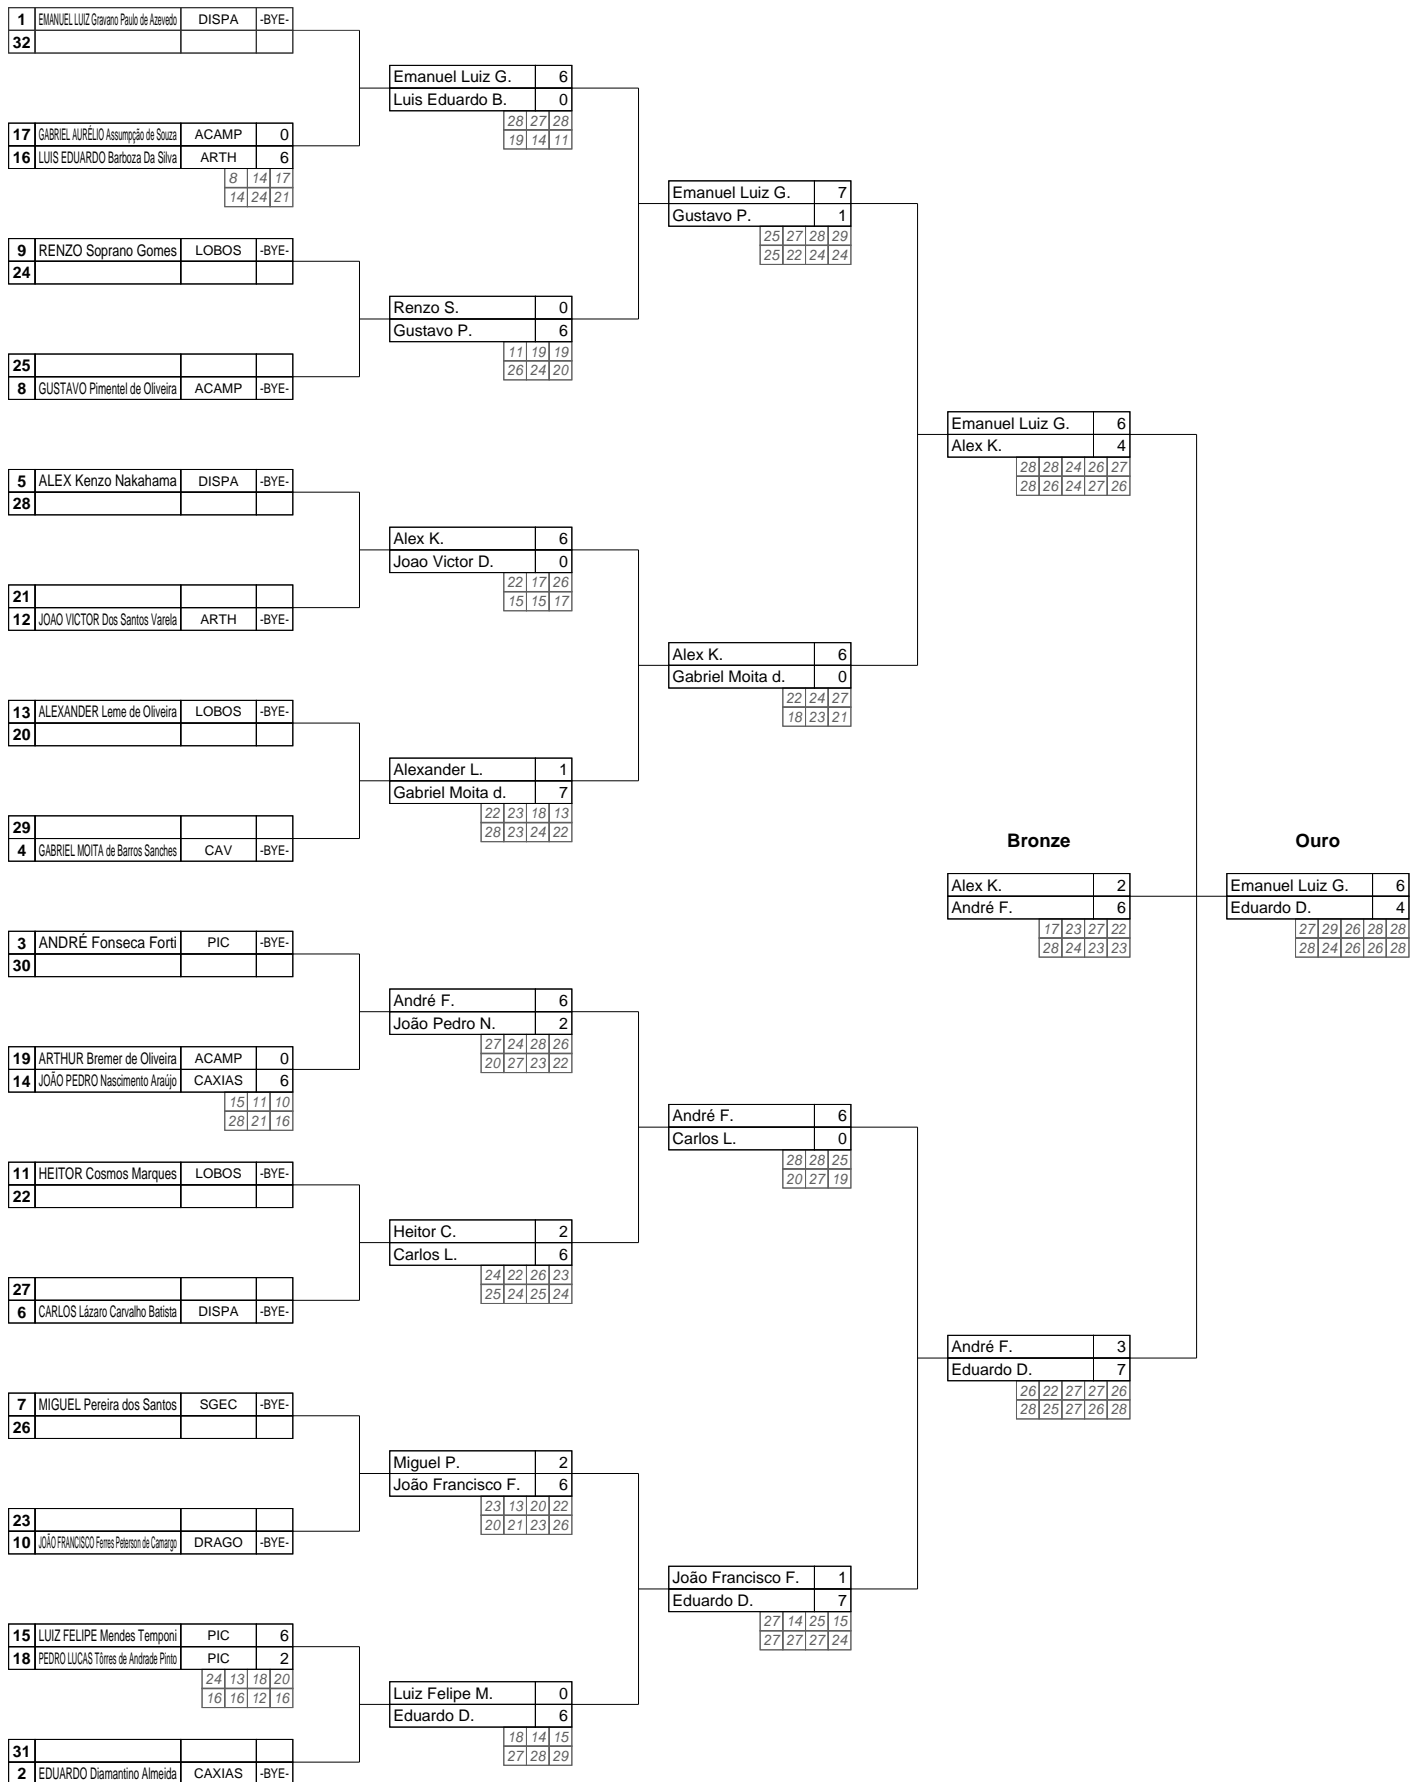 1 EMANUEL LUIZ Gravano Paulo de Azevedo DISPA -BYE-
32
Emanuel Luiz G. 6
Luis Eduardo B. 0
28 27 28
19 14 11
17 GABRIEL AURÉLIO Assumpção de Souza ACAMP 0
16 LUIS EDUARDO Barboza Da Silva ARTH 6
8 14 17
14 24 21
Emanuel Luiz G. 7
Gustavo P. 1
25 27 28 29
25 22 24 24
9 RENZO Soprano Gomes LOBOS -BYE-
24
Renzo S. 0
Gustavo P. 6
11 19 19
26 24 20
25
8 GUSTAVO Pimentel de Oliveira ACAMP -BYE-
Emanuel Luiz G. 6
Alex K. 4
28 28 24 26 27
28 26 24 27 26
5 ALEX Kenzo Nakahama DISPA -BYE-
28
Alex K. 6
Joao Victor D. 0
22 17 26
15 15 17
21
12 JOAO VICTOR Dos Santos Varela ARTH -BYE-
Alex K. 6
Gabriel Moita d. 0
22 24 27
18 23 21
13 ALEXANDER Leme de Oliveira LOBOS -BYE-
20
Alexander L. 1
Gabriel Moita d. 7
22 23 18 13
28 23 24 22
29
4 GABRIEL MOITA de Barros Sanches CAV -BYE-
Bronze Ouro
Alex K. 2 Emanuel Luiz G. 6
André F. 6 Eduardo D. 4
17 23 27 22 27 29 26 28 28
28 24 23 23 28 24 26 26 28
3 ANDRÉ Fonseca Forti PIC -BYE-
30
André F. 6
João Pedro N. 2
27 24 28 26
20 27 23 22
19 ARTHUR Bremer de Oliveira ACAMP 0
14 JOÃO PEDRO Nascimento Araújo CAXIAS 6
15 11 10
28 21 16
André F. 6
Carlos L. 0
28 28 25
20 27 19
11 HEITOR Cosmos Marques LOBOS -BYE-
22
Heitor C. 2
Carlos L. 6
24 22 26 23
25 24 25 24
27
6 CARLOS Lázaro Carvalho Batista DISPA -BYE-
André F. 3
Eduardo D. 7
26 22 27 27 26
28 25 27 26 28
7 MIGUEL Pereira dos Santos SGEC -BYE-
26
Miguel P. 2
João Francisco F. 6
23 13 20 22
20 21 23 26
23
10 JOÃO FRANCISCO Ferres Peterson de Camargo DRAGO -BYE-
João Francisco F. 1
Eduardo D. 7
27 14 25 15
27 27 27 24
15 LUIZ FELIPE Mendes Temponi PIC 6
18 PEDRO LUCAS Tôrres de Andrade Pinto PIC 2
24 13 18 20
16 16 12 16
Luiz Felipe M. 0
Eduardo D. 6
18 14 15
27 28 29
31
2 EDUARDO Diamantino Almeida CAXIAS -BYE-